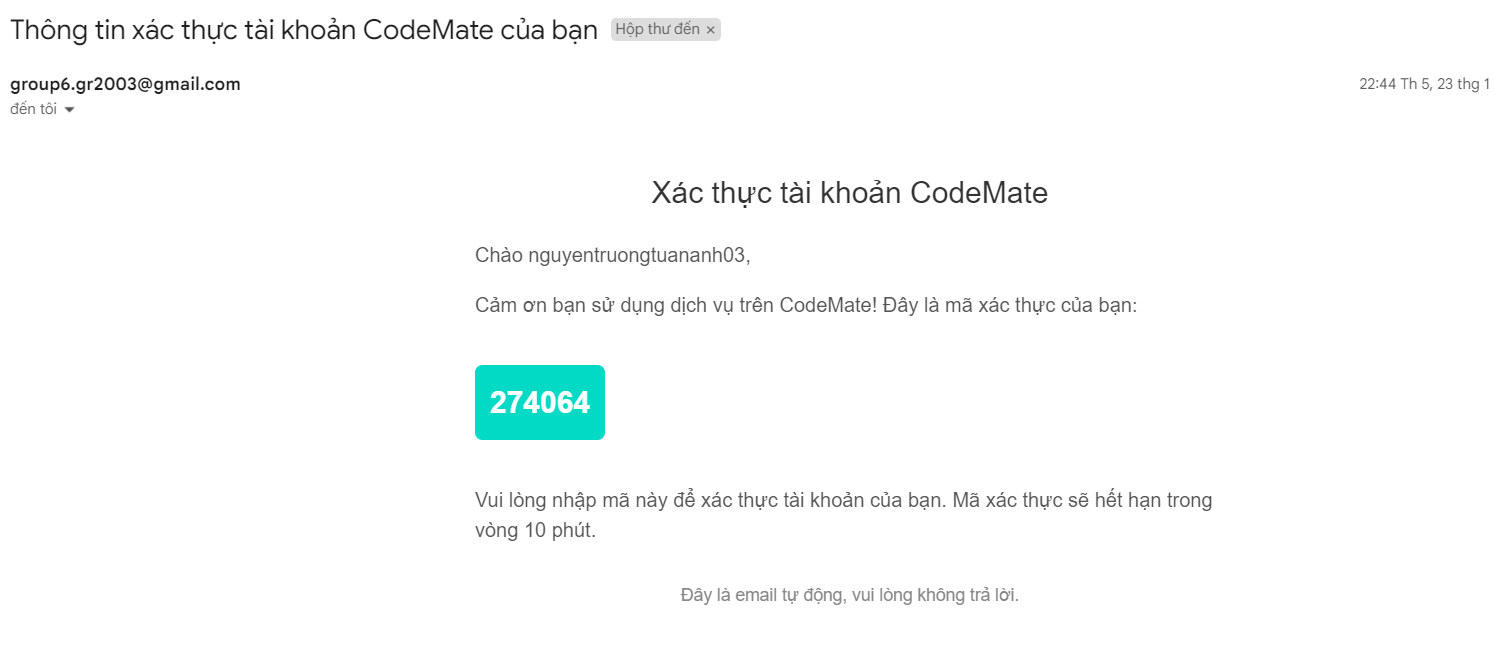 Thông tin xác thực tài khoản CodeMate của bạn Hộp thư đến ×
group6.gr2003@gmail.com 22:44 Th 5, 23 thg 1
đến tôi
Xác thực tài khoản CodeMate
Chào nguyentruongtuananh03,
Cảm ơn bạn sử dụng dịch vụ trên CodeMate! Đây là mã xác thực của bạn:
274064
Vui lòng nhập mã này để xác thực tài khoản của bạn. Mã xác thực sẽ hết hạn trong
vòng 10 phút.
Đây là email tự động, vui lòng không trả lời.